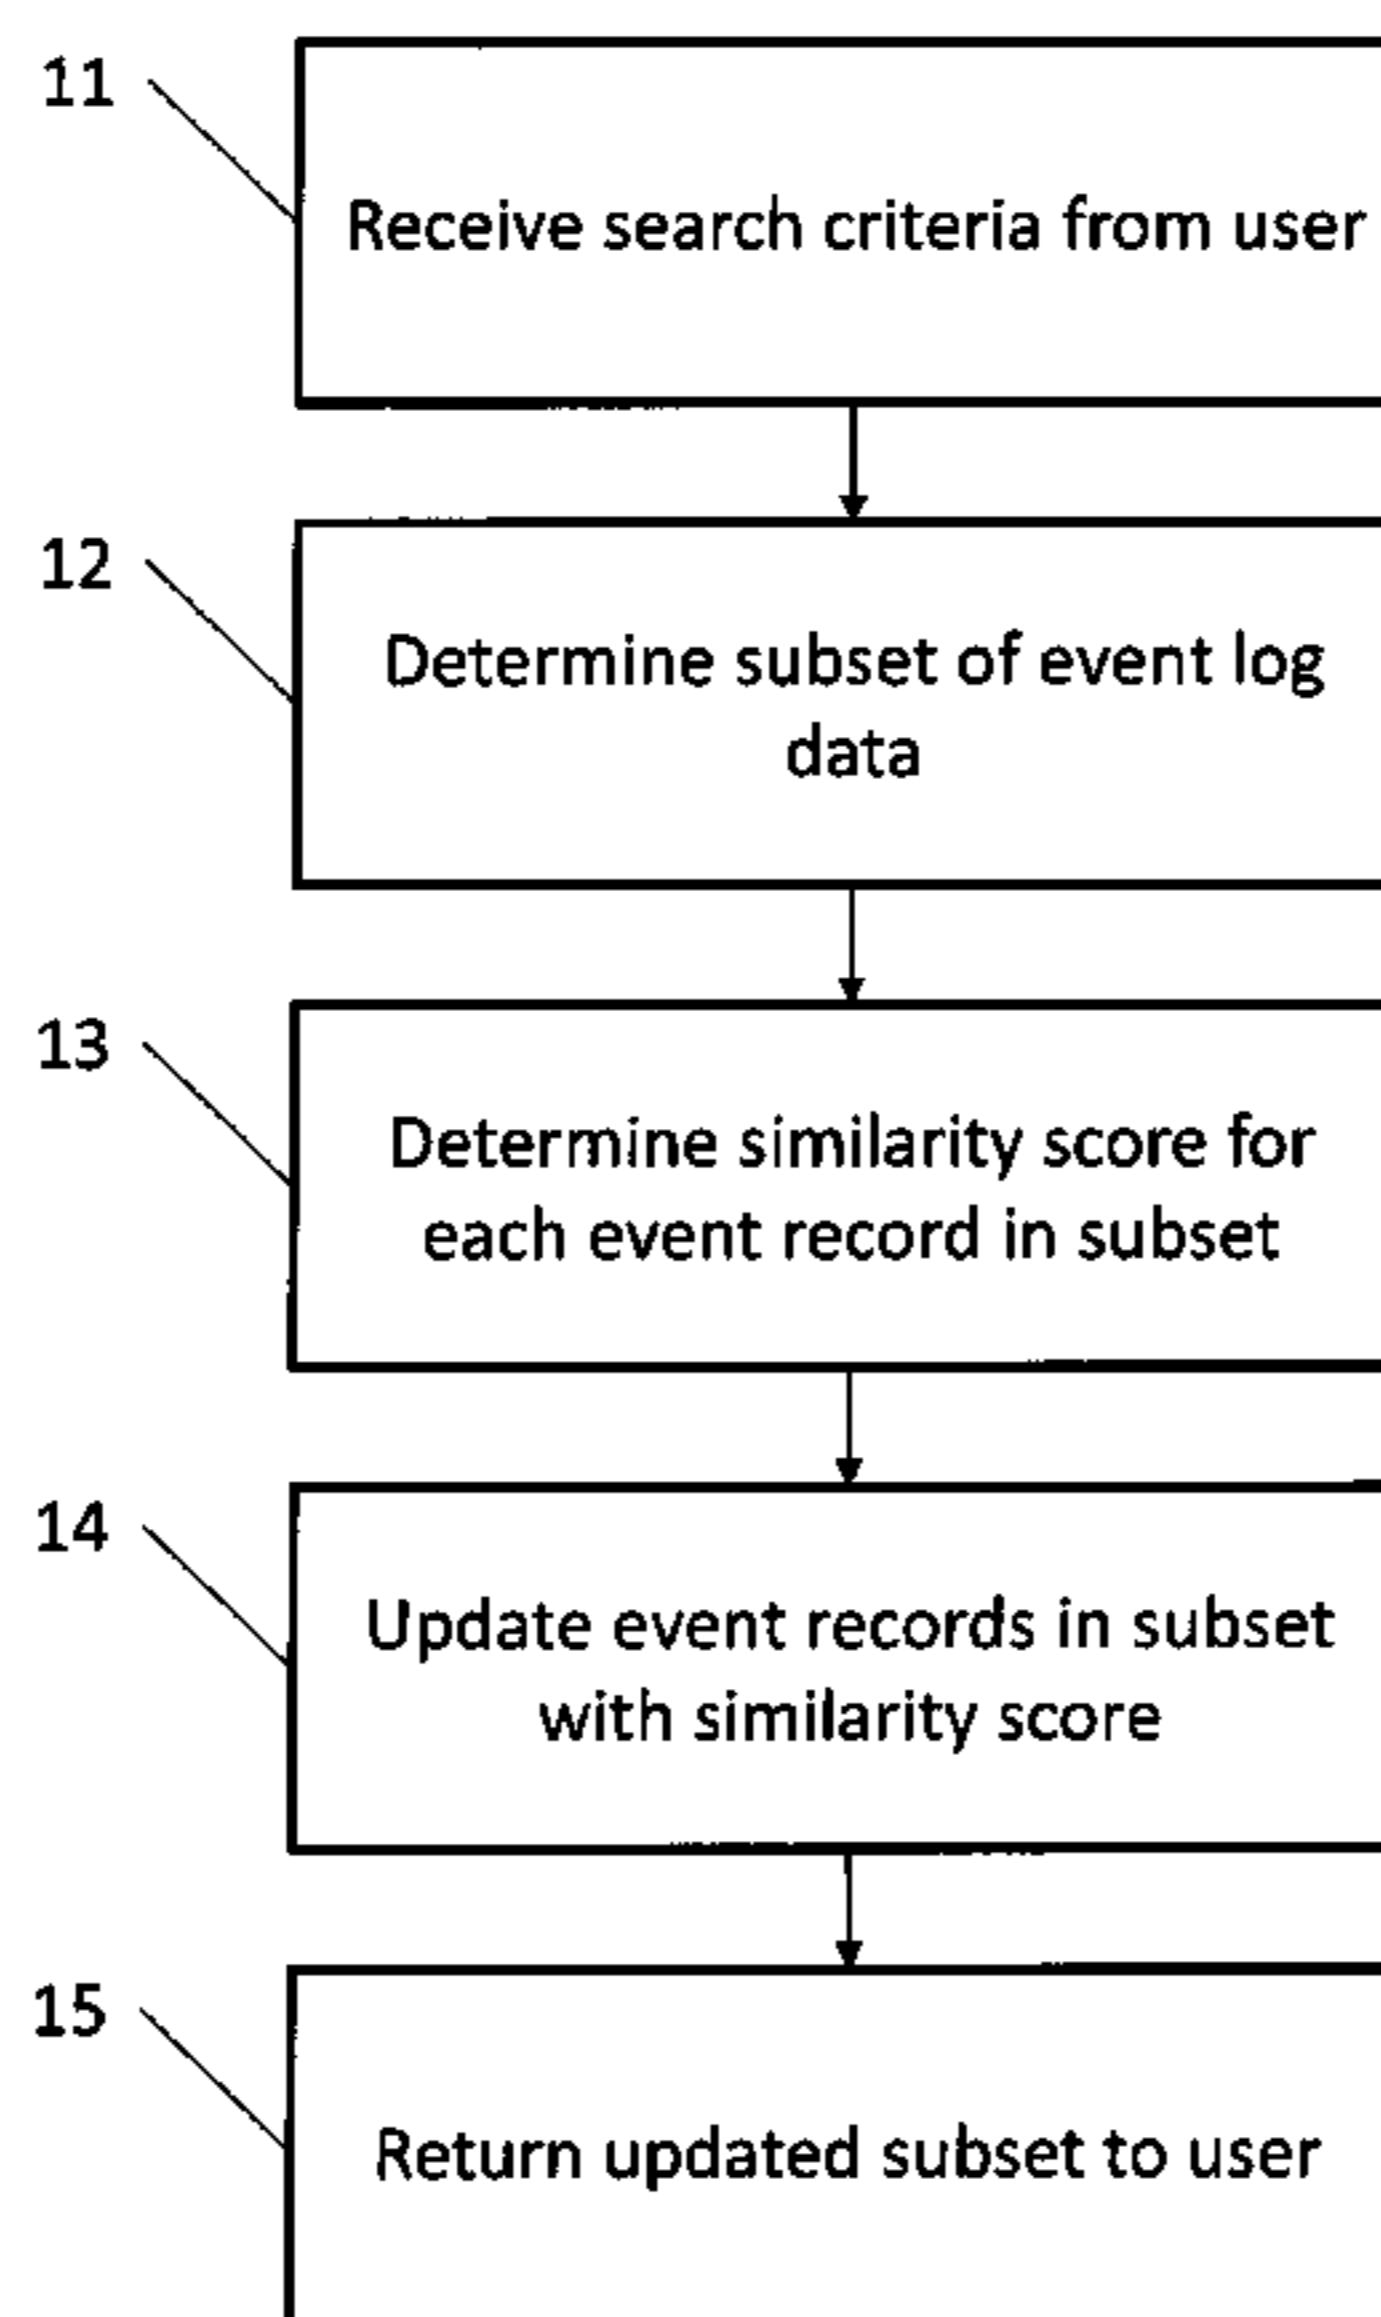 11
Receive search criteria from user
12
Determine subset of event log
data
13
Determine similarity score for
each event record in subset
14
Update event records in subset
with similarity score
15
Return updated subset to user